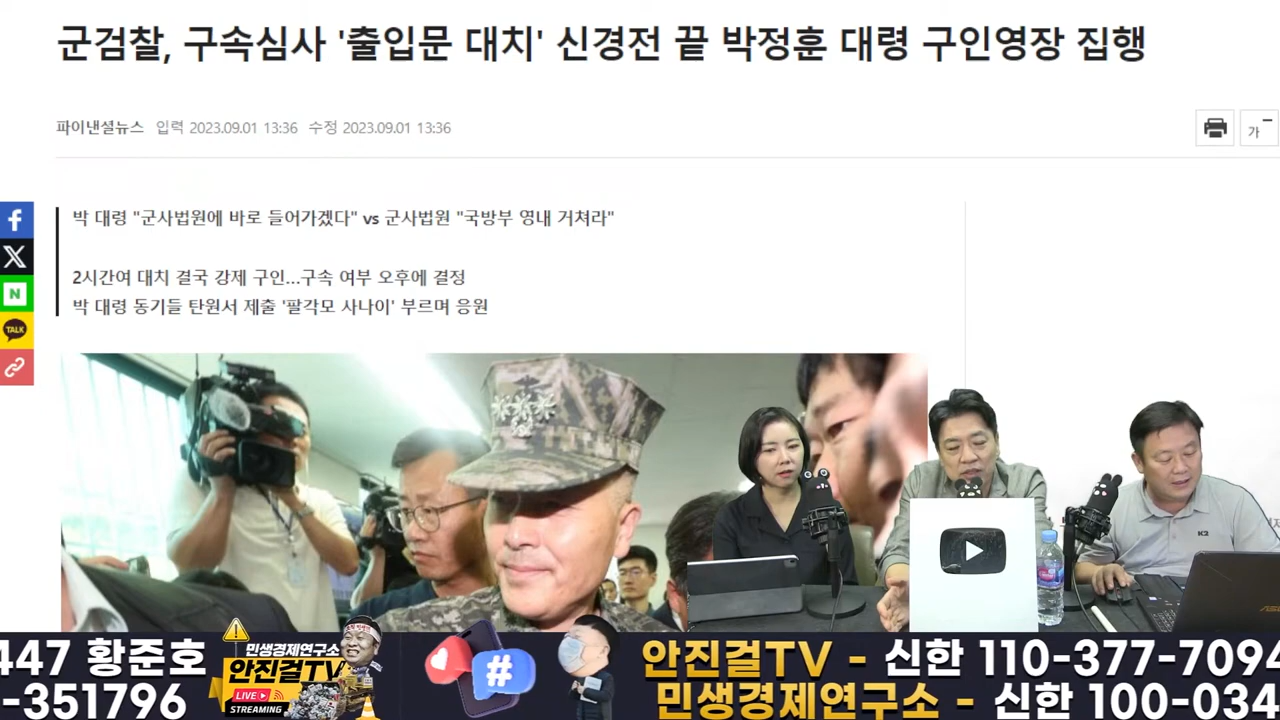 군검찰, 구속심사 '출입문 대치' 신경전 끝 박정훈 대령 구인영장 집행
파이낸셜뉴스 입력 2023.09.01 13:36 수정 2023.09.01 13:36
가
박 대령 "군사법원에 바로 들어가겠다" vs 군사법원 "국방부 영내 거쳐라"
2시간여 대치 결국 강제 구인...구속 여부 오후에 결정
박 대령 동기들 탄원서 제출 '팔각모 사나이' 부르며 응원
N
TALK
K2
447 황준호
-351796
민생경제연구소
안진걸TV
LIVE
STREAMING
#
안진걸TV - 신한 110-377-7094
민생경제연구소 - 신한 100-034